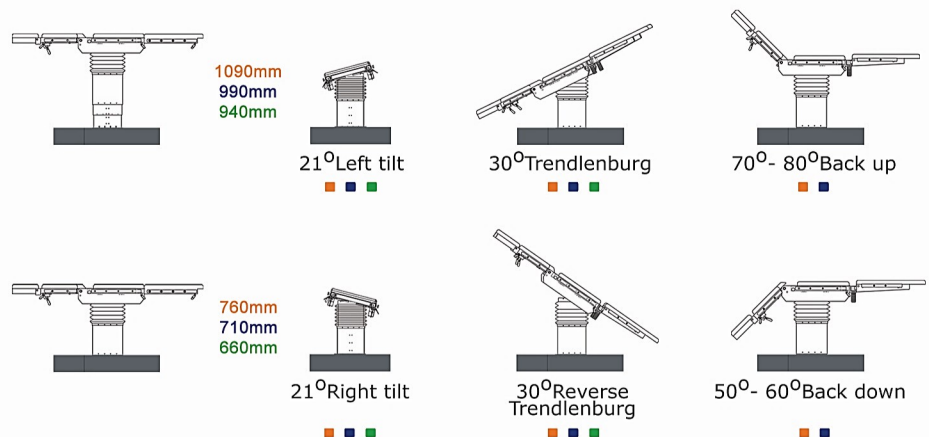 1090mm
990mm
940mm
21°Left tilt
30°Trendlenburg
70°- 80°Back up
760mm
710mm
660mm
21°Right tilt
30°Reverse
Trendlenburg
50°- 60°Back down